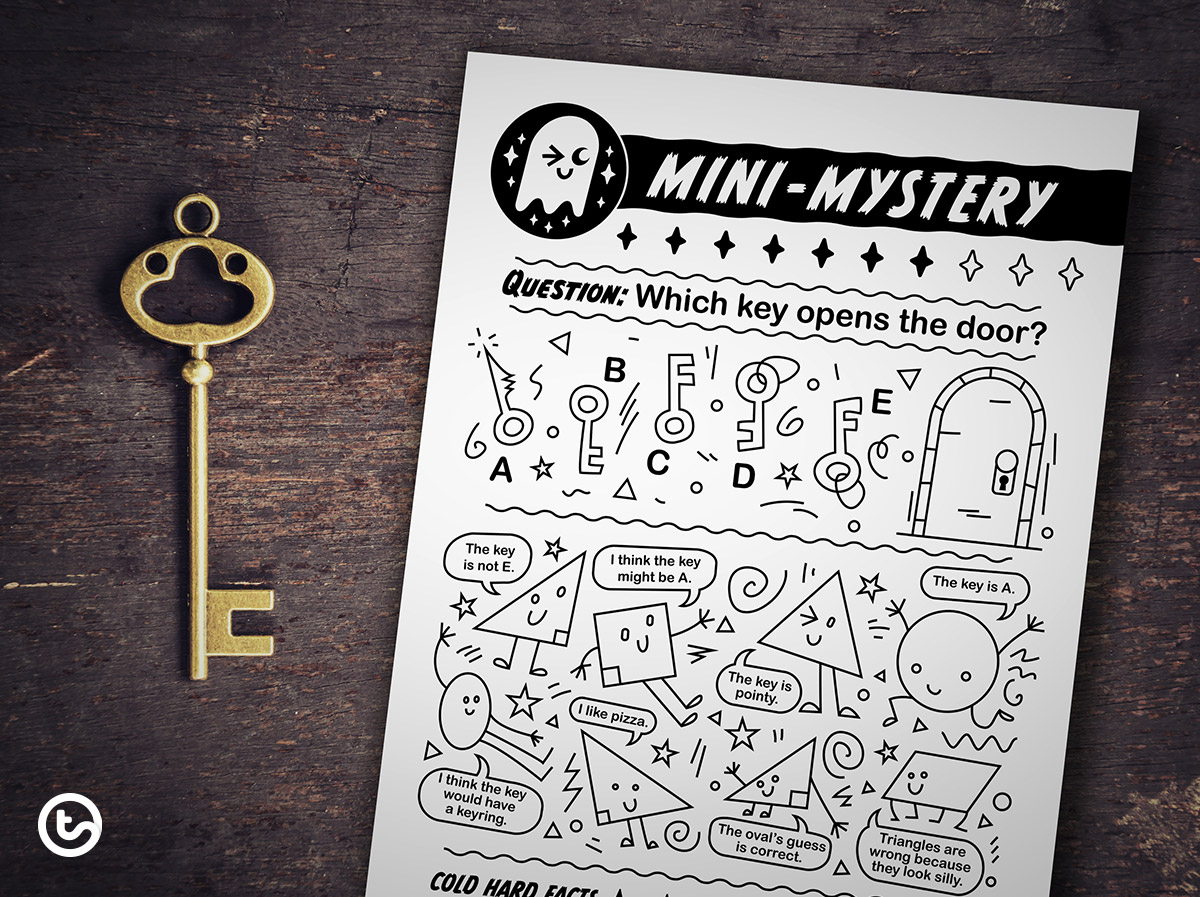 MINI-MYSTERY
QUESTION: Which key opens the door?
A
B
C
D
E
The key
is not E.
I think the key
might be A.
The key is A.
The key is
pointy.
I like pizza.
I think the key
would have
a keyring.
The oval's guess
is correct.
Triangles are
wrong because
they look silly.
COLD HARD FACTS